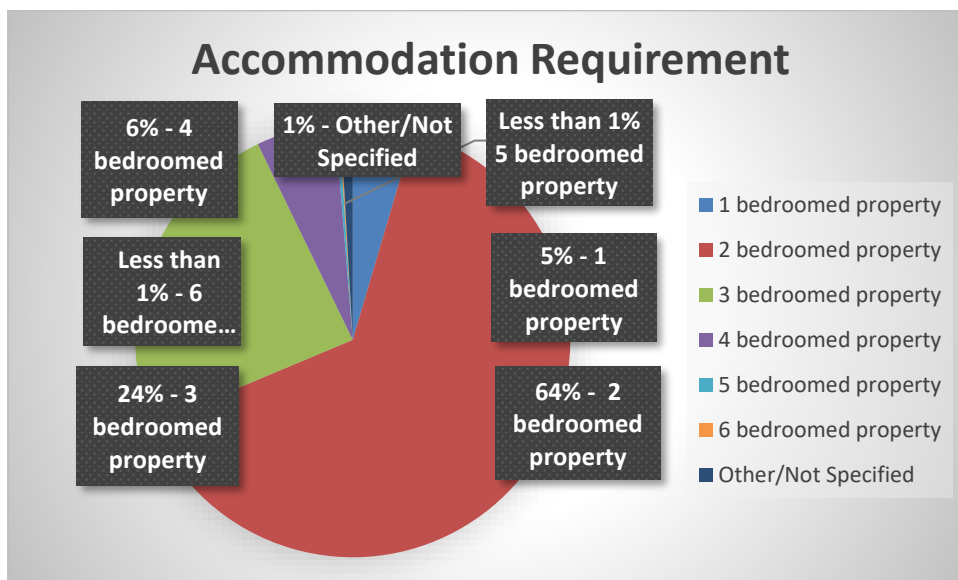 Accommodation Requirement
6% - 4
bedroomed
property
1% - Other/Not
Specified
Less than 1%
5 bedroomed
property
Less than
1% - 6
bedroome...
5% - 1
bedroomed
property
24% - 3
bedroomed
property
64% -  2
bedroomed
property
1 bedroomed property
2 bedroomed property
3 bedroomed property
4 bedroomed property
5 bedroomed property
6 bedroomed property
Other/Not Specified